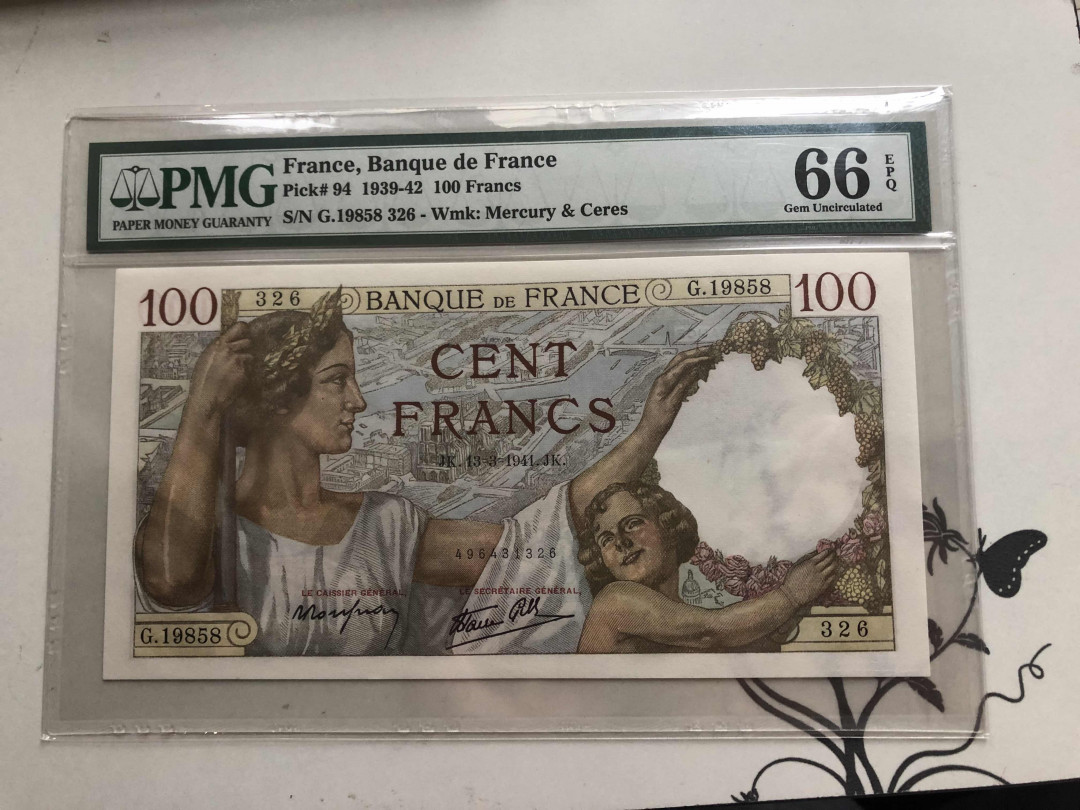 PMG
PAPER MONEY GUARANTY
France, Banque de France
Pick# 94 1939-42 100 Francs
S/N G.19858 326 - Wmk: Mercury & Ceres
66 EPQ
Gem Uncirculated
100 326 BANQUE DE FRANCE G.19858 100
CENT
FRANCS
JK. 13-3-1941. JK.
496431326
LE CAISSIER GÉNÉRAL,
LE SECRÉTAIRE GÉNÉRAL,
G.19858
326